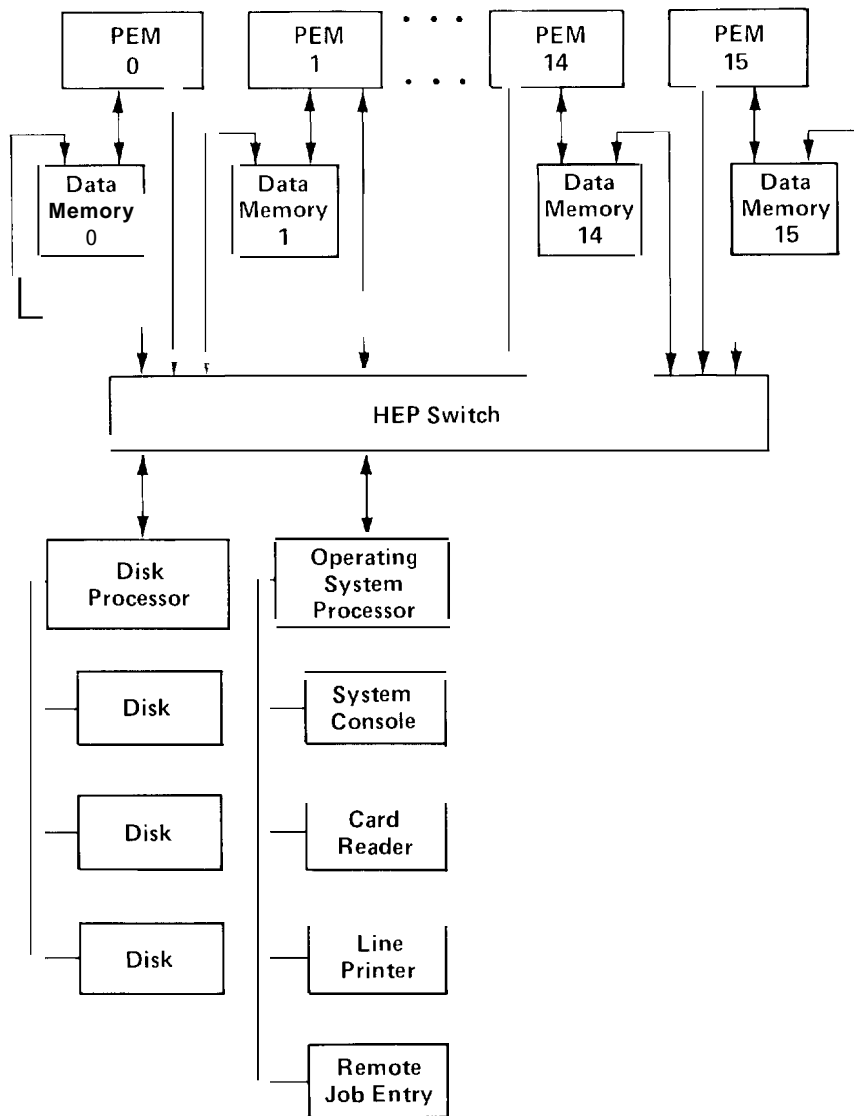 PEM
0
PEM
1
. . .
. . .
PEM
14
PEM
15
Data
Memory
0
Data
Memory
1
Data
Memory
14
Data
Memory
15
HEP Switch
Disk
Processor
Operating
System
Processor
Disk
System
Console
Disk
Card
Reader
Disk
Line
Printer
Remote
Job Entry